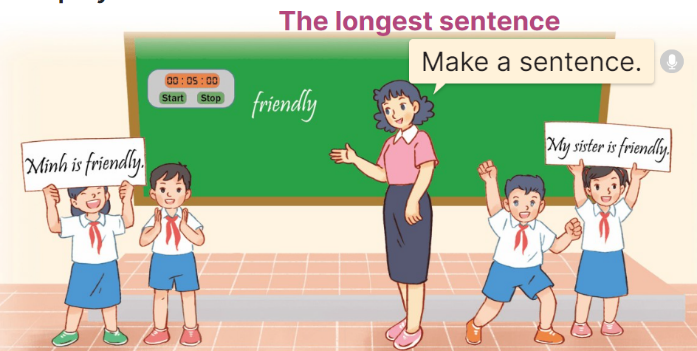 The longest sentence
Make a sentence.
00 : 05 : 00
Start Stop
friendly
Minh is friendly.
My sister is friendly.